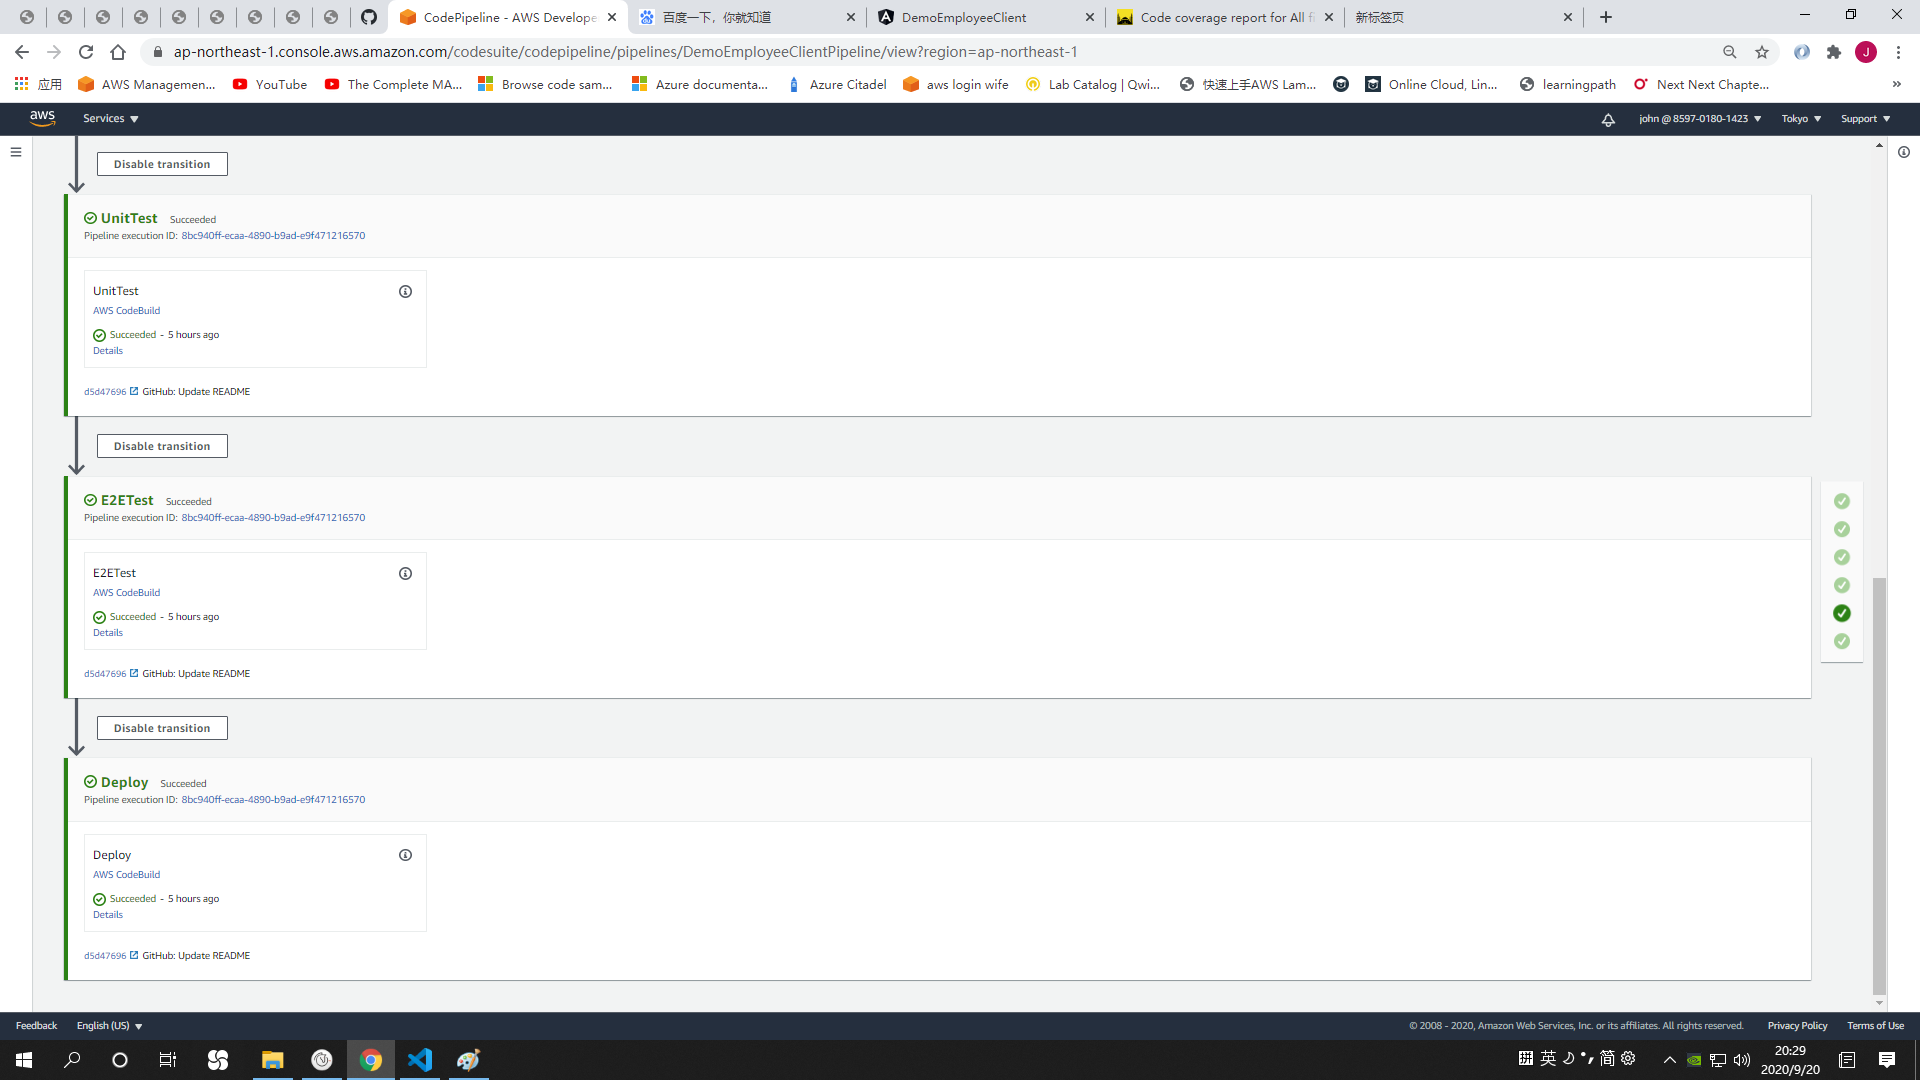 CodePipeline - AWS Develope
百度一下，你就知道
DemoEmployeeClient
Code coverage report for All fi
新标签页
ap-northeast-1.console.aws.amazon.com/codesuite/codepipeline/pipelines/DemoEmployeeClientPipeline/view?region=ap-northeast-1
J
应用
AWS Managemen...
YouTube
The Complete MA...
Browse code sam...
Azure documenta...
Azure Citadel
aws login wife
Lab Catalog | Qwi...
快速上手AWS Lam...
Online Cloud, Lin...
learningpath
Next Next Chapte...
»
aws
Services
john @ 8597-0180-1423
Tokyo
Support
Disable transition
UnitTest Succeeded
Pipeline execution ID: 8bc940ff-ecaa-4890-b9ad-e9f471216570
UnitTest
AWS CodeBuild
Succeeded - 5 hours ago
Details
d5d47696 GitHub: Update README
Disable transition
E2ETest Succeeded
Pipeline execution ID: 8bc940ff-ecaa-4890-b9ad-e9f471216570
E2ETest
AWS CodeBuild
Succeeded - 5 hours ago
Details
d5d47696 GitHub: Update README
Disable transition
Deploy Succeeded
Pipeline execution ID: 8bc940ff-ecaa-4890-b9ad-e9f471216570
Deploy
AWS CodeBuild
Succeeded - 5 hours ago
Details
d5d47696 GitHub: Update README
Feedback
English (US)
© 2008 - 2020, Amazon Web Services, Inc. or its affiliates. All rights reserved.
Privacy Policy
Terms of Use
英
简
20:29
2020/9/20